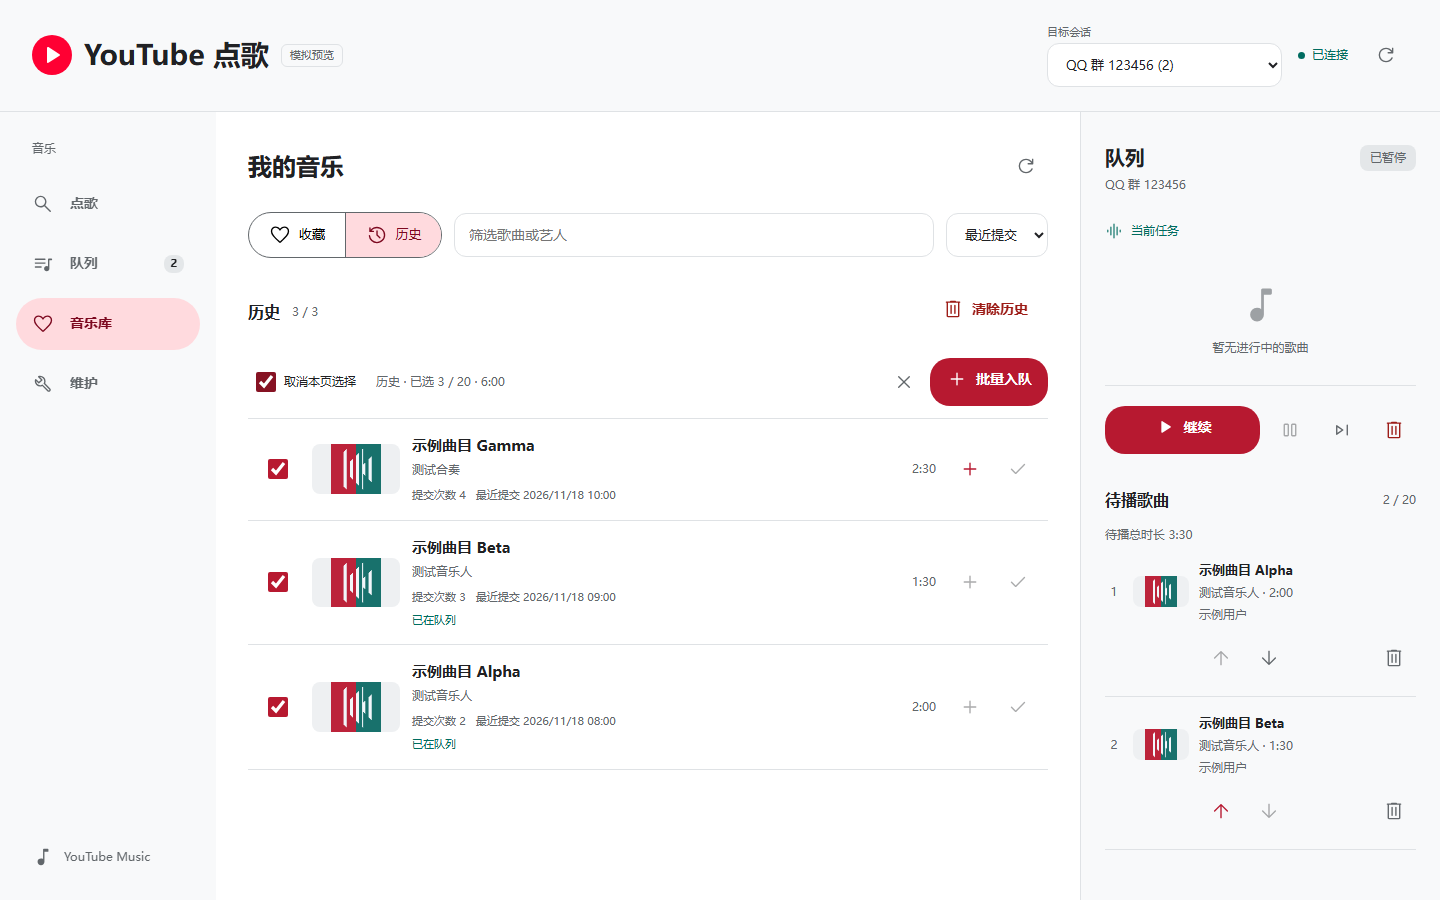 YouTube 点歌
模拟预览
目标会话
QQ 群 123456 (2)
已连接
音乐
点歌
队列
2
音乐库
维护
YouTube Music
我的音乐
收藏
历史
筛选歌曲或艺人
最近提交
历史 3 / 3
清除历史
取消本页选择
历史 · 已选 3 / 20 · 6:00
批量入队
示例曲目 Gamma
测试合奏
提交次数 4 最近提交 2026/11/18 10:00
2:30
示例曲目 Beta
测试音乐人
提交次数 3 最近提交 2026/11/18 09:00
已在队列
1:30
示例曲目 Alpha
测试音乐人
提交次数 2 最近提交 2026/11/18 08:00
已在队列
2:00
队列
已暂停
QQ 群 123456
当前任务
暂无进行中的歌曲
继续
待播歌曲
2 / 20
待播总时长 3:30
1
示例曲目 Alpha
测试音乐人 · 2:00
示例用户
2
示例曲目 Beta
测试音乐人 · 1:30
示例用户